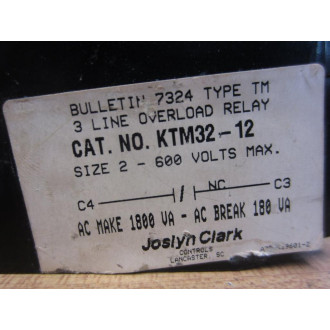 BULLETIN 7324 TYPE TM
3 LINE OVERLOAD RELAY
CAT. NO. KTM32-12
SIZE 2 - 600 VOLTS MAX.
C4 NC C3
AC MAKE 1800 VA - AC BREAK 180 VA
Joslyn Clark
CONTROLS
LANCASTER SC